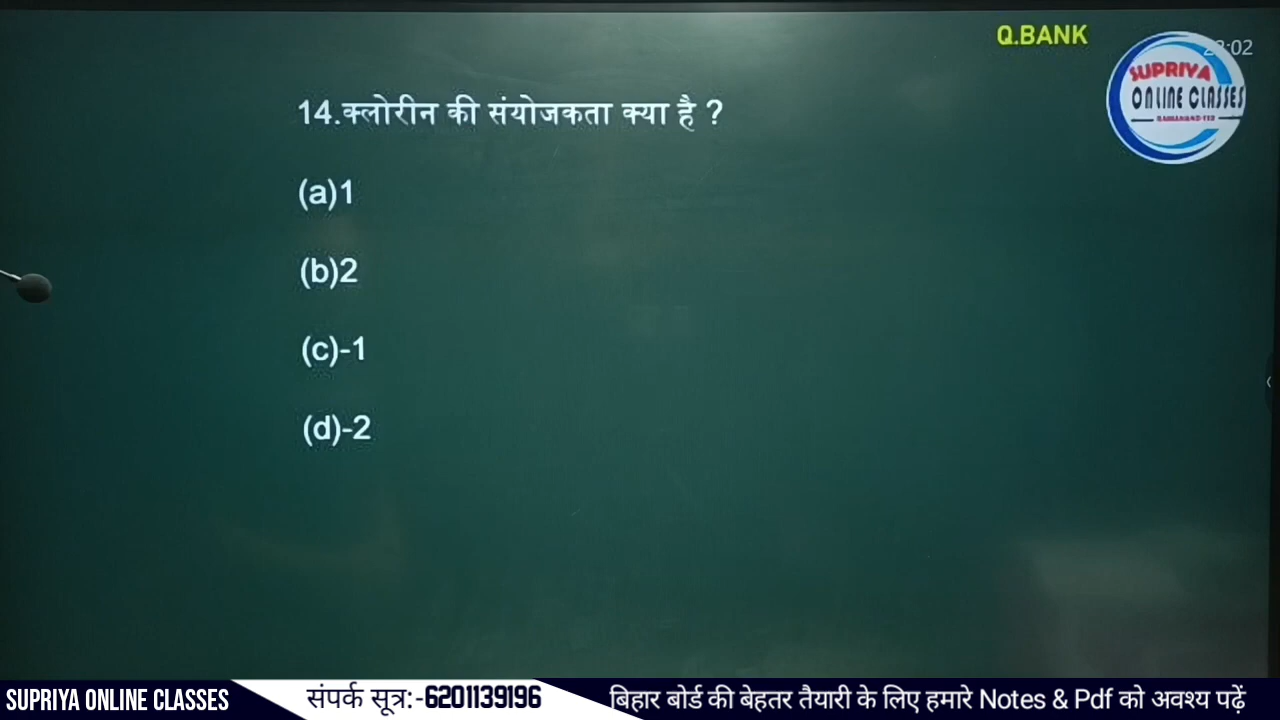 Q.BANK
SUPRIYA
ONLINE CLASSES
14.क्लोरीन की संयोजकता क्या है ?
(a)1
(b)2
(c)-1
(d)-2
SUPRIYA ONLINE CLASSES
संपर्क सूत्र:-6201139196
बिहार बोर्ड की बेहतर तैयारी के लिए हमारे Notes & Pdf को अवश्य पढ़ें